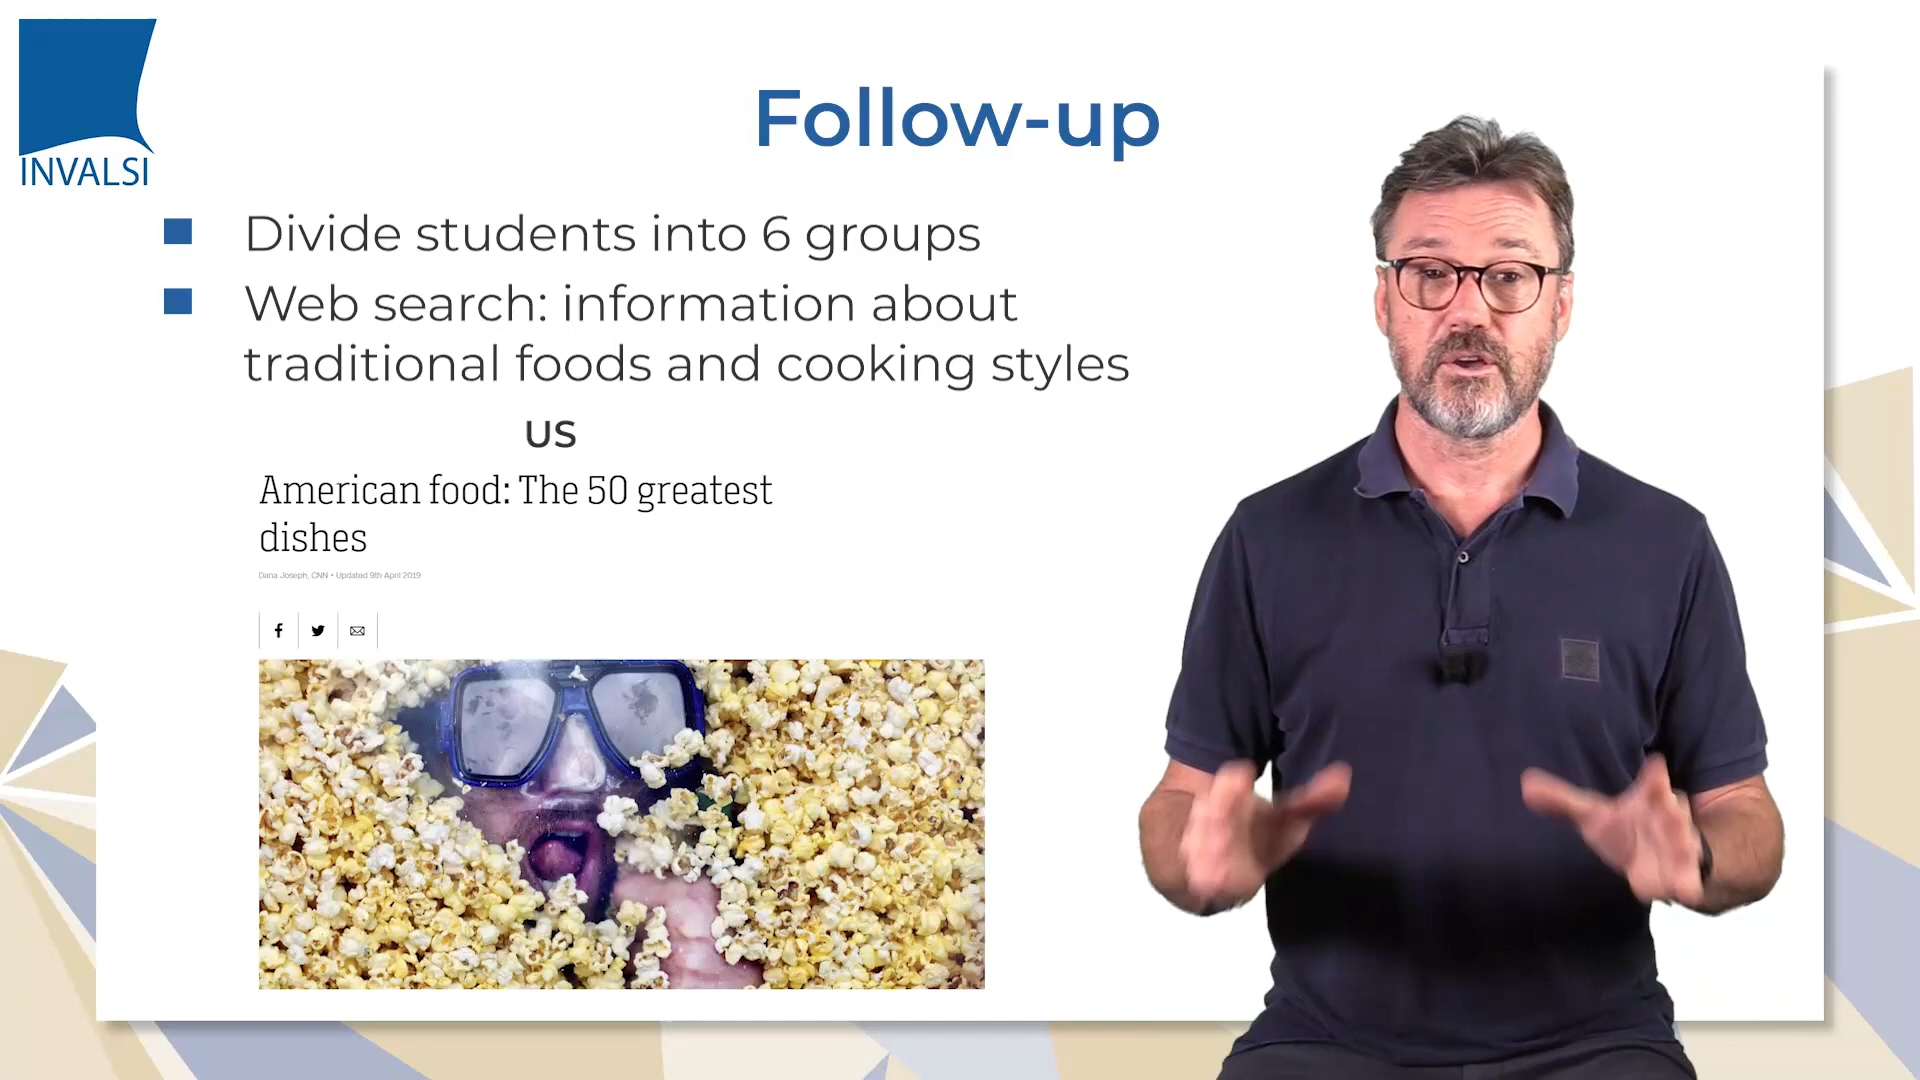 INVALSI
Follow-up
Divide students into 6 groups
Web search: information about
traditional foods and cooking styles
US
American food: The 50 greatest
dishes
Dana Joseph, CNN • Updated 9th April 2019